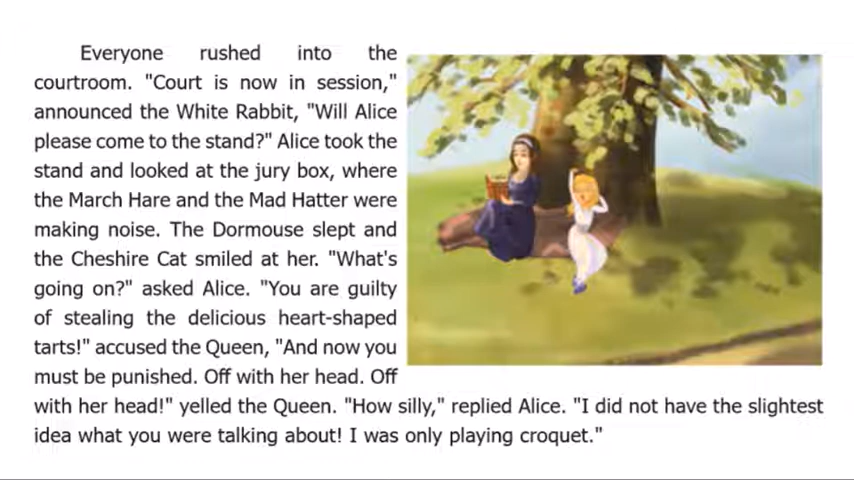 Everyone rushed into the
courtroom. "Court is now in session,"
announced the White Rabbit, "Will Alice
please come to the stand?" Alice took the
stand and looked at the jury box, where
the March Hare and the Mad Hatter were
making noise. The Dormouse slept and
the Cheshire Cat smiled at her. "What's
going on?" asked Alice. "You are guilty
of stealing the delicious heart-shaped
tarts!" accused the Queen, "And now you
must be punished. Off with her head. Off
with her head!" yelled the Queen. "How silly," replied Alice. "I did not have the slightest
idea what you were talking about! I was only playing croquet."